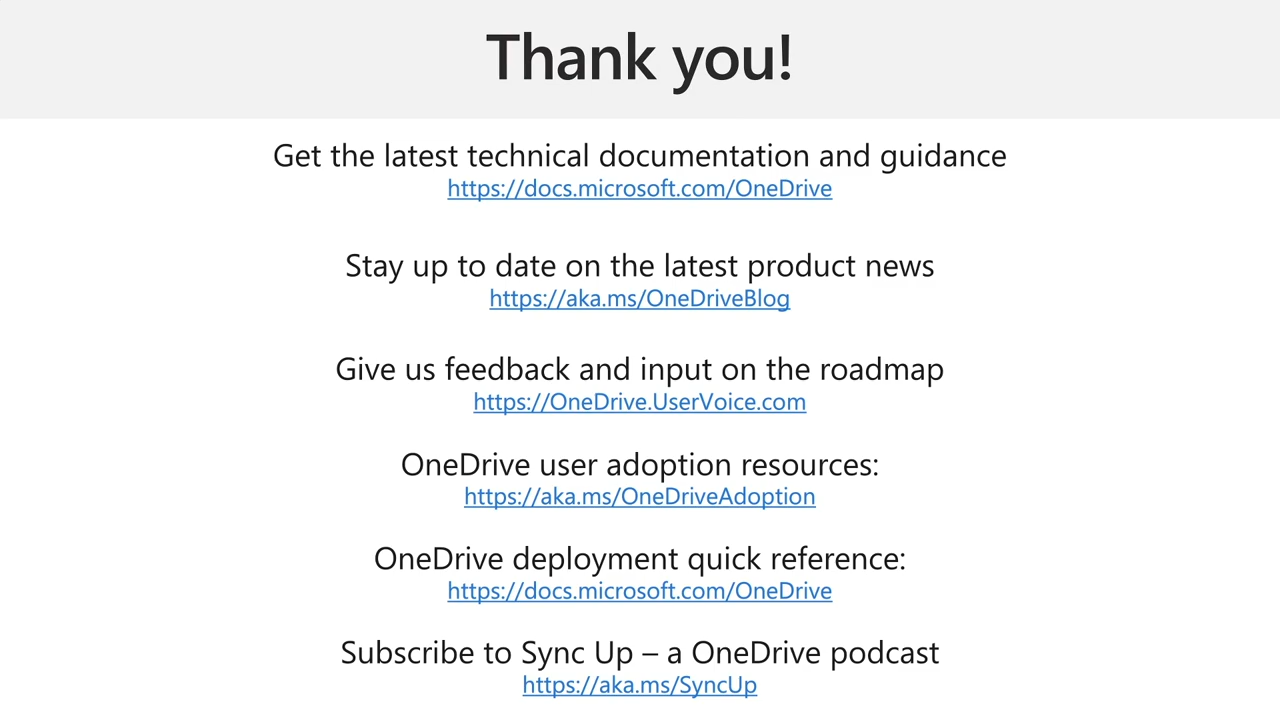 Thank you!
Get the latest technical documentation and guidance
https://docs.microsoft.com/OneDrive
Stay up to date on the latest product news
https://aka.ms/OneDriveBlog
Give us feedback and input on the roadmap
https://OneDrive.UserVoice.com
OneDrive user adoption resources:
https://aka.ms/OneDriveAdoption
OneDrive deployment quick reference:
https://docs.microsoft.com/OneDrive
Subscribe to Sync Up – a OneDrive podcast
https://aka.ms/SyncUp